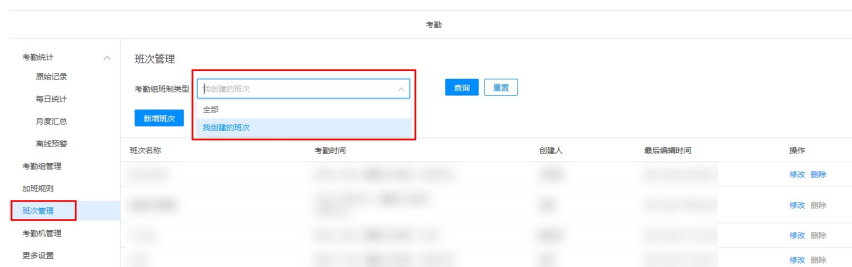 考勤
考勤统计
原始记录
每日统计
月度汇总
离线预警
考勤组管理
加班规则
班次管理
考勤机管理
更多设置
班次管理
考勤组班制类型 我创建的班次 查询 重置
全部
我创建的班次
新增班次
班次名称 考勤时间 创建人 最后编辑时间 操作
修改 删除
修改 删除
修改 删除
修改 删除